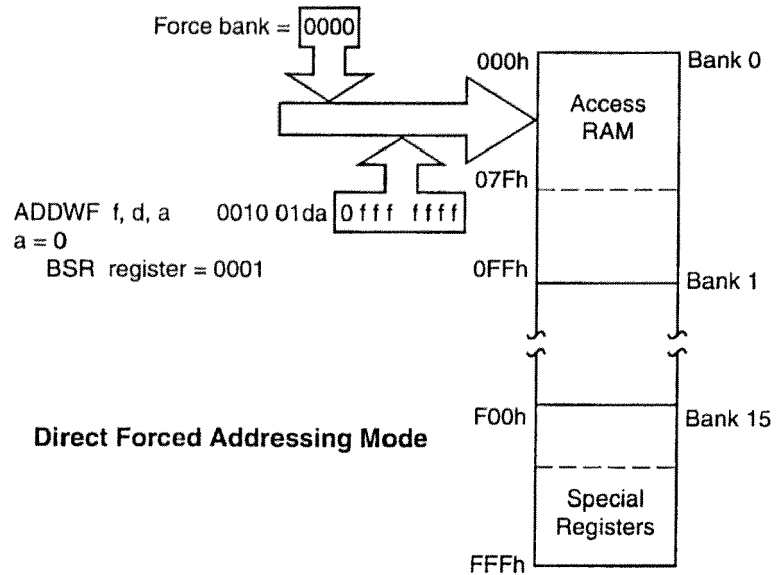 Force bank = 0000
000h
Bank 0
Access
RAM
07Fh
ADDWF f, d, a 0010 01da 0fff ffff
a = 0
BSR register = 0001
0FFh
Bank 1
F00h
Bank 15
Direct Forced Addressing Mode
Special
Registers
FFFh